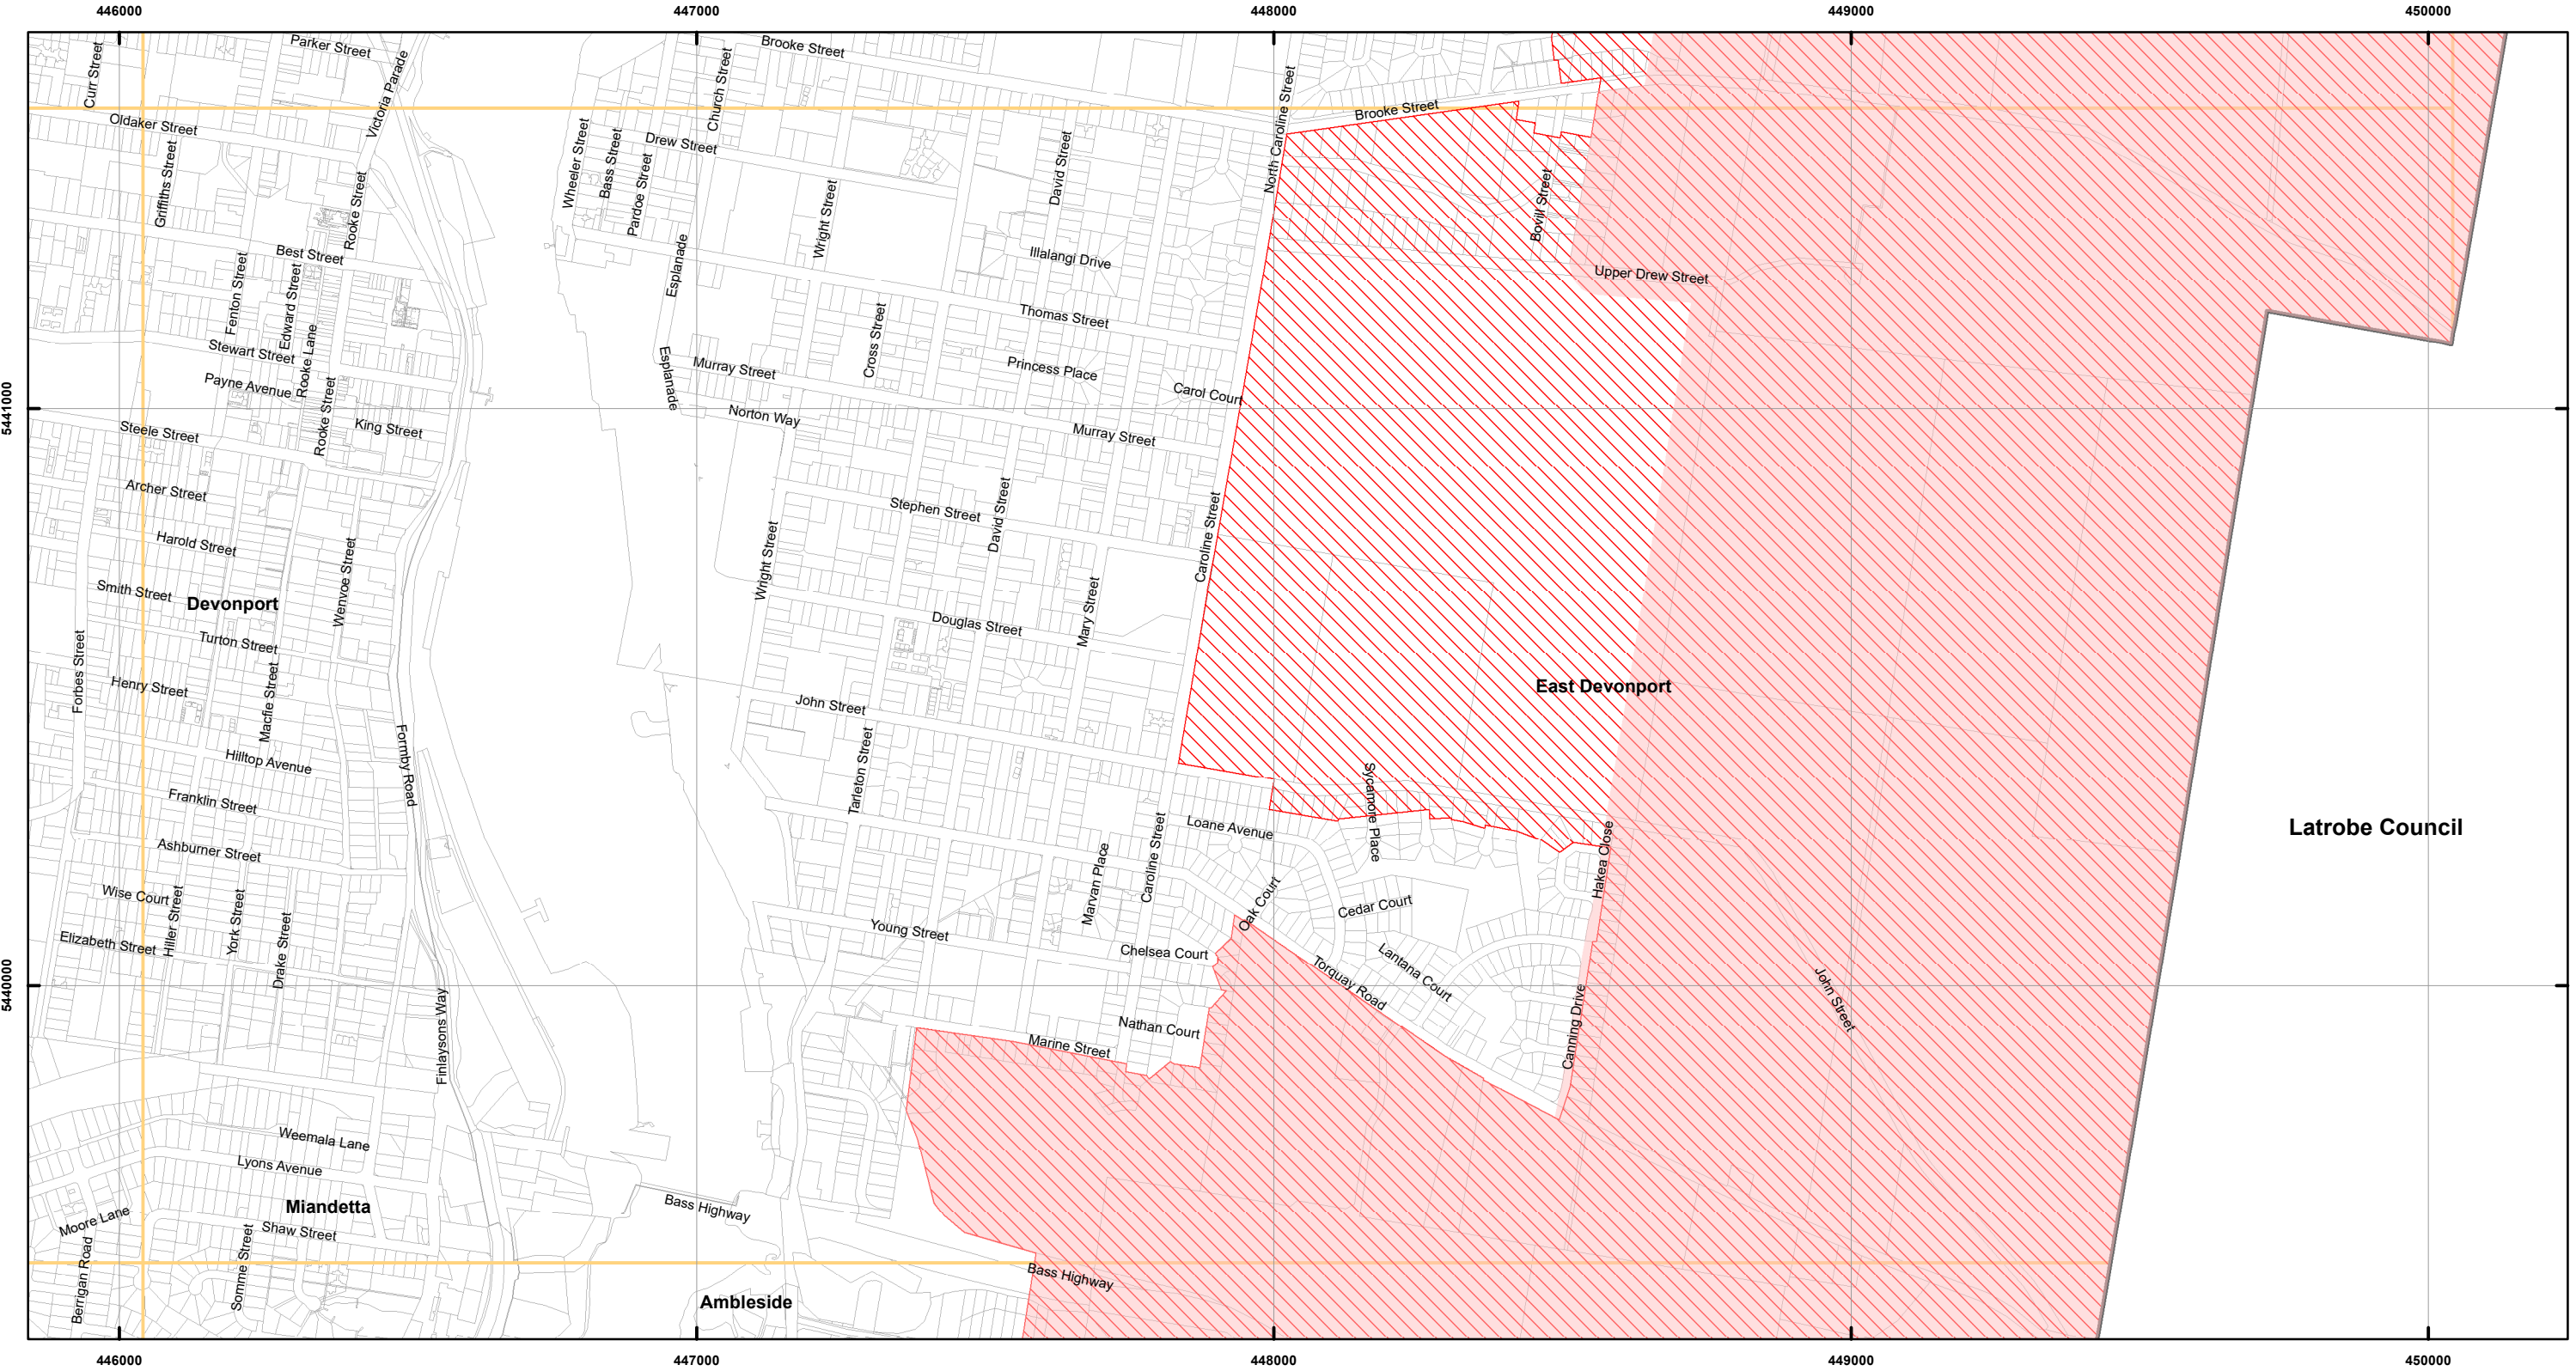 446000
447000
448000
449000
450000
Parker Street
Curr Street
Victoria Parade
Brooke Street
Church Street
North Caroline Street
Brooke Street
Oldaker Street
Drew Street
Wheeler Street
Bass Street
Pardoe Street
David Street
Griffiths Street
Rooke Street
Wright Street
Bovill Street
Best Street
Esplanade
Illalangi Drive
Upper Drew Street
Fenton Street
Edward Street
Thomas Street
Cross Street
Stewart Street
Rooke Lane
Esplanade
Murray Street
Princess Place
Payne Avenue
Carol Court
5441000
Rooke Street
Norton Way
King Street
Steele Street
Murray Street
Archer Street
Stephen Street
David Street
Caroline Street
Harold Street
Wright Street
Wenvoe Street
Smith Street
Devonport
Mary Street
Douglas Street
Turton Street
Forbes Street
Henry Street
Macfie Street
East Devonport
John Street
Formby Road
Hilltop Avenue
Tarleton Street
Sycamore Place
Franklin Street
Loane Avenue
Latrobe Council
Ashburner Street
Marvan Place
Caroline Street
Hakea Close
Wise Court
Hiller Street
York Street
Oak Court
Cedar Court
Drake Street
Young Street
Elizabeth Street
Chelsea Court
Lantana Court
5440000
Torquay Road
John Street
Finlaysons Way
Nathan Court
Marine Street
Canning Drive
Weemala Lane
Lyons Avenue
Miandetta
Bass Highway
Moore Lane
Shaw Street
Somme Street
Berrigan Road
Bass Highway
Ambleside
446000
447000
448000
449000
450000